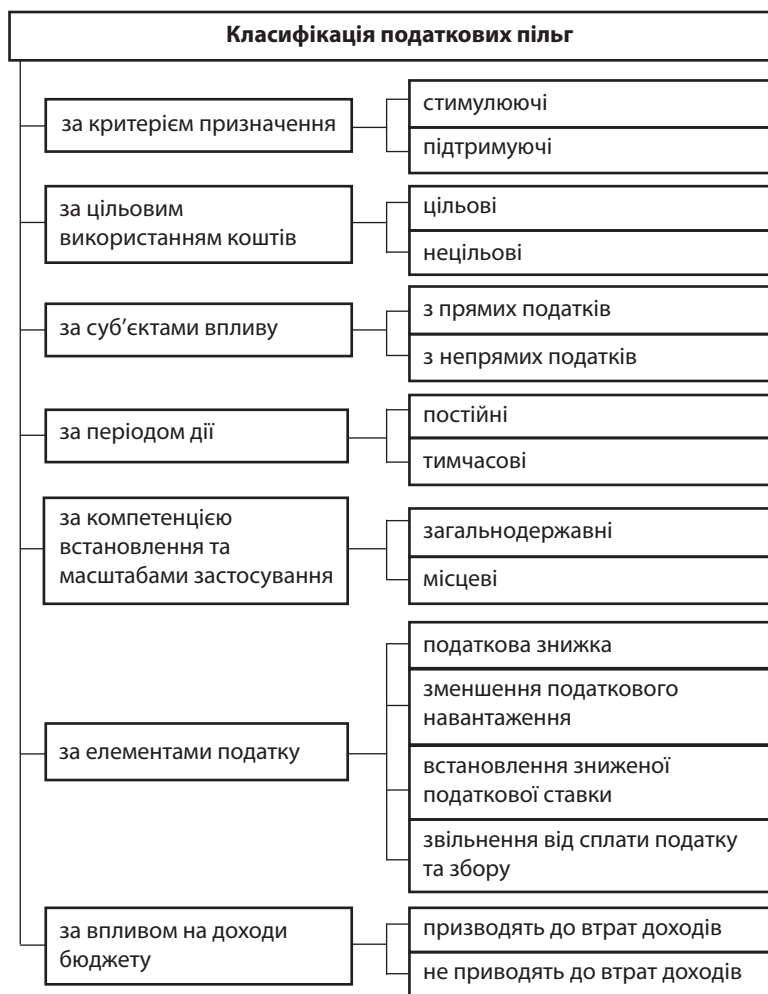 Класифікація податкових пільг
за критерієм призначення
стимулюючі
підтримуючі
за цільовим
використанням коштів
цільові
нецільові
за суб’єктами впливу
з прямих податків
з непрямих податків
за періодом дії
постійні
тимчасові
за компетенцією
встановлення та
масштабами застосування
загальнодержавні
місцеві
за елементами податку
податкова знижка
зменшення податкового
навантаження
встановлення зниженої
податкової ставки
звільнення від сплати податку
та збору
за впливом на доходи
бюджету
призводять до втрат доходів
не приводять до втрат доходів